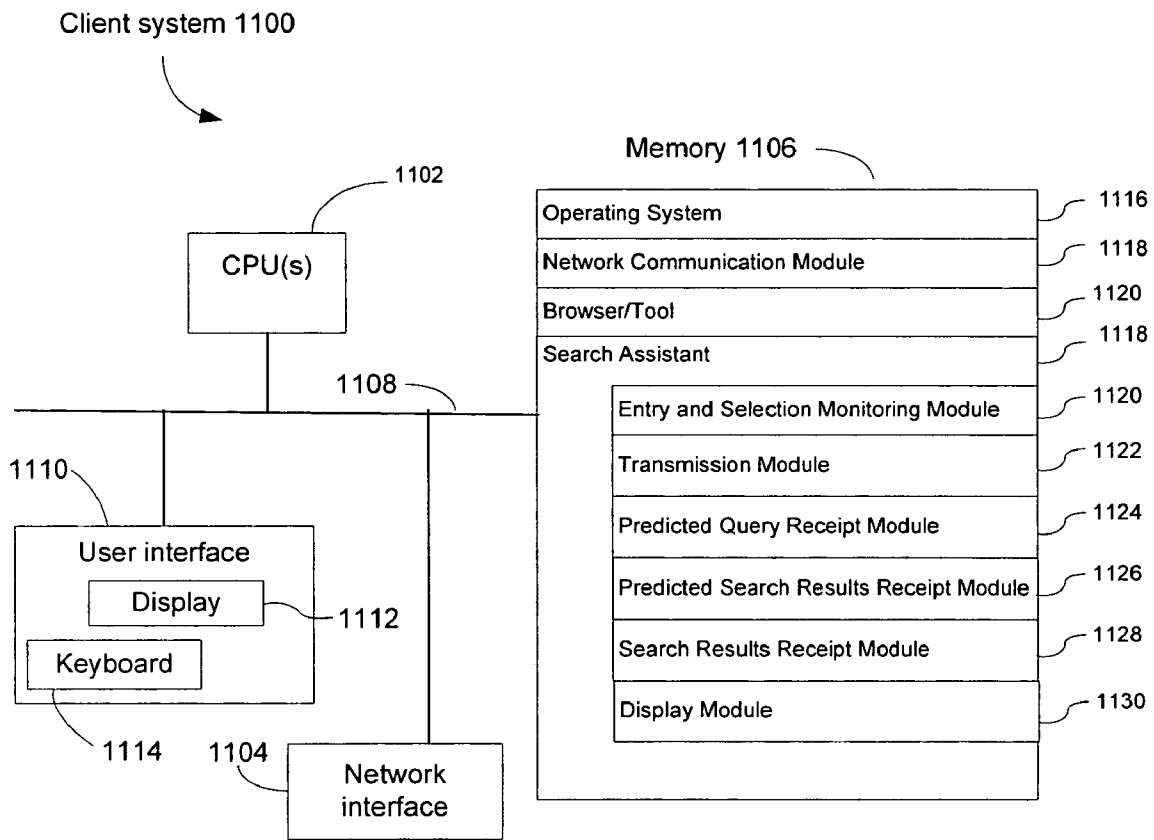 Client system 1100
Memory 1106
1102
CPU(s)
1108
1110
User interface
Display
1112
Keyboard
1114
1104
Network
interface
Operating System
1116
Network Communication Module
1118
Browser/Tool
1120
Search Assistant
1118
Entry and Selection Monitoring Module
1120
Transmission Module
1122
Predicted Query Receipt Module
1124
Predicted Search Results Receipt Module
1126
Search Results Receipt Module
1128
Display Module
1130